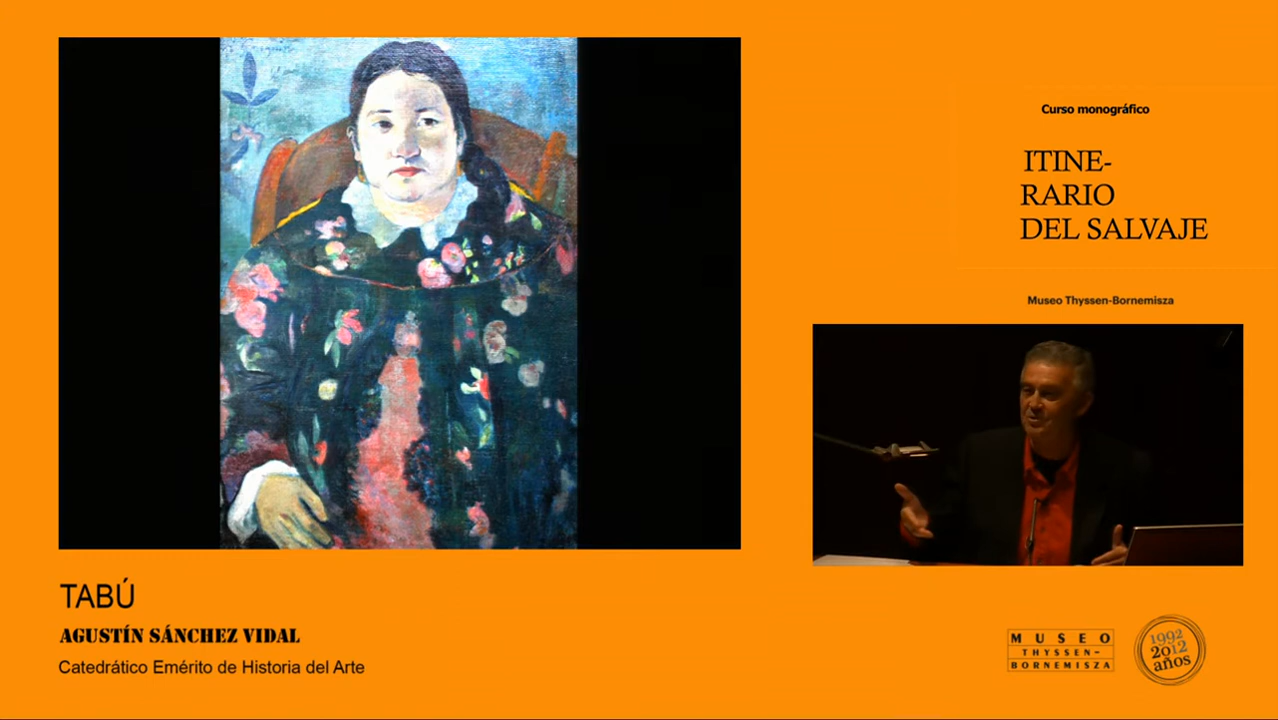 Curso monográfico
ITINE-
RARIO
DEL SALVAJE
Museo Thyssen-Bornemisza
TABÚ
AGUSTÍN SÁNCHEZ VIDAL
Catedrático Emérito de Historia del Arte
MUSEO
THYSSEN-
BORNEMISZA
1992
2012
años